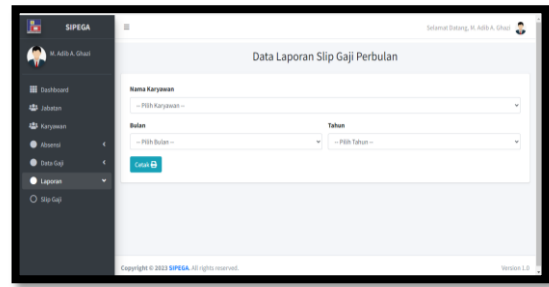 SIPEGA
Selamat Datang, M. Adib A. Ghazi
M. Adib A. Ghazi
Data Laporan Slip Gaji Perbulan
Dashboard
Jabatan
Karyawan
Absensi
Data Gaji
Laporan
Slip Gaji
Nama Karyawan
-- Pilih Karyawan --
Bulan
Tahun
-- Pilih Bulan --
-- Pilih Tahun --
Cetak
Copyright © 2023 SIPEGA. All rights reserved.
Version 1.0